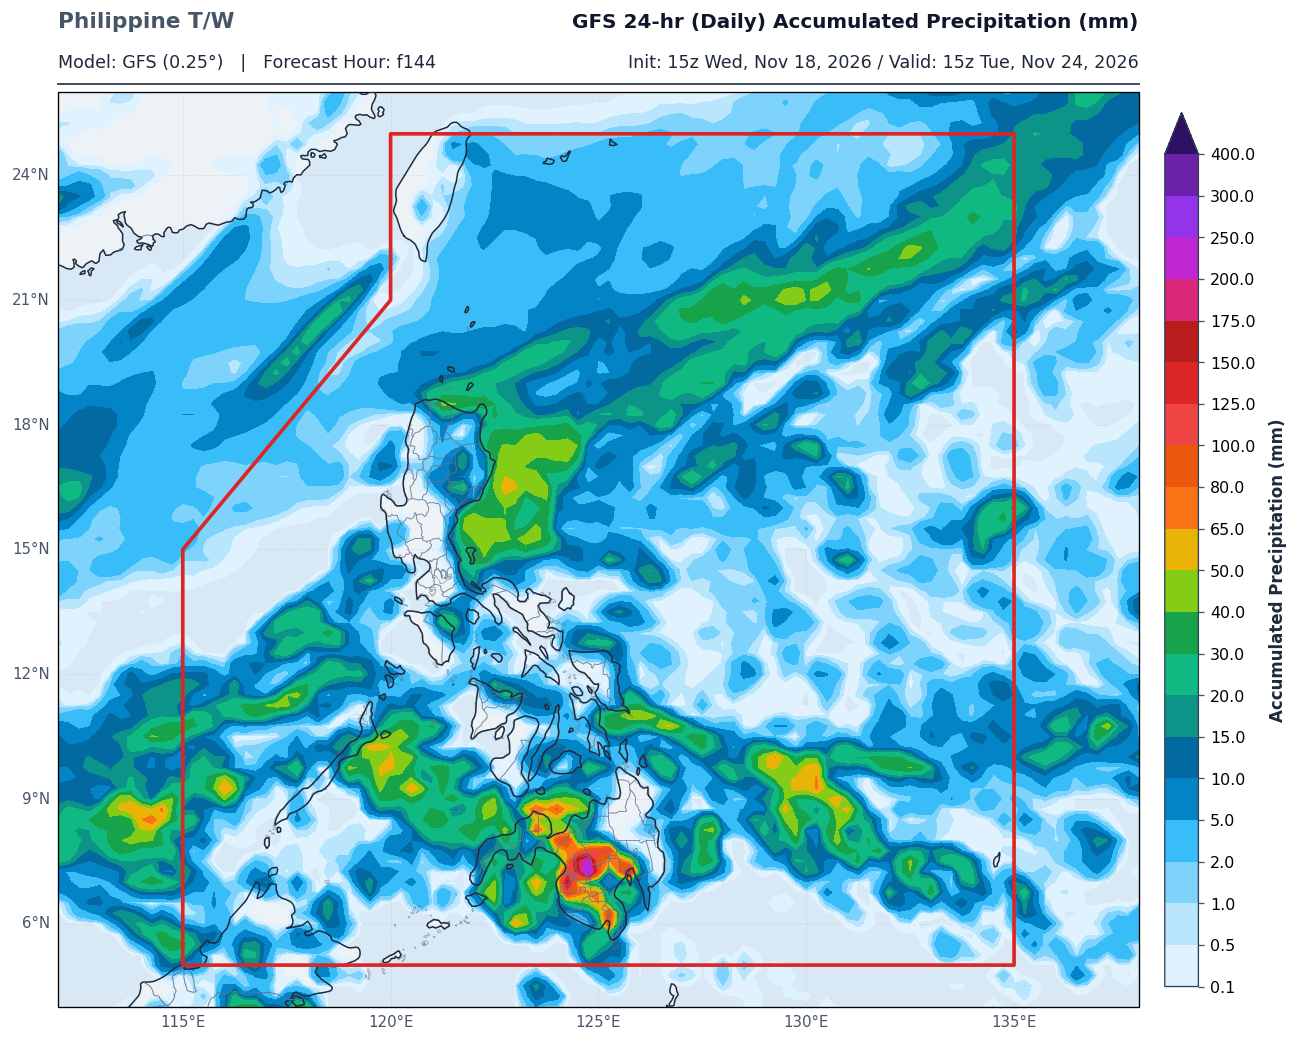 Philippine T/W
GFS 24-hr (Daily) Accumulated Precipitation (mm)
Model: GFS (0.25°)   |   Forecast Hour: f144
Init: 15z Wed, Nov 18, 2026 / Valid: 15z Tue, Nov 24, 2026
24°N
21°N
18°N
15°N
12°N
9°N
6°N
115°E
120°E
125°E
130°E
135°E
400.0
300.0
250.0
200.0
175.0
150.0
125.0
100.0
80.0
65.0
50.0
40.0
30.0
20.0
15.0
10.0
5.0
2.0
1.0
0.5
0.1
Accumulated Precipitation (mm)